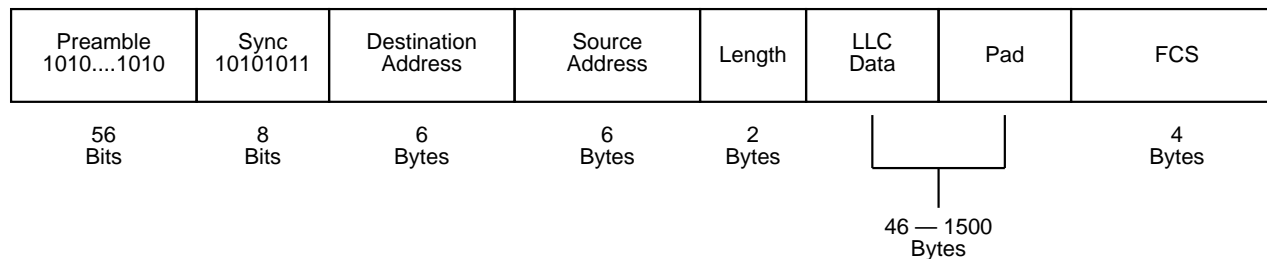 Preamble
1010....1010
Sync
10101011
Destination
Address
Source
Address
Length
LLC
Data
Pad
FCS
56
Bits
8
Bits
6
Bytes
6
Bytes
2
Bytes
4
Bytes
46 — 1500
Bytes